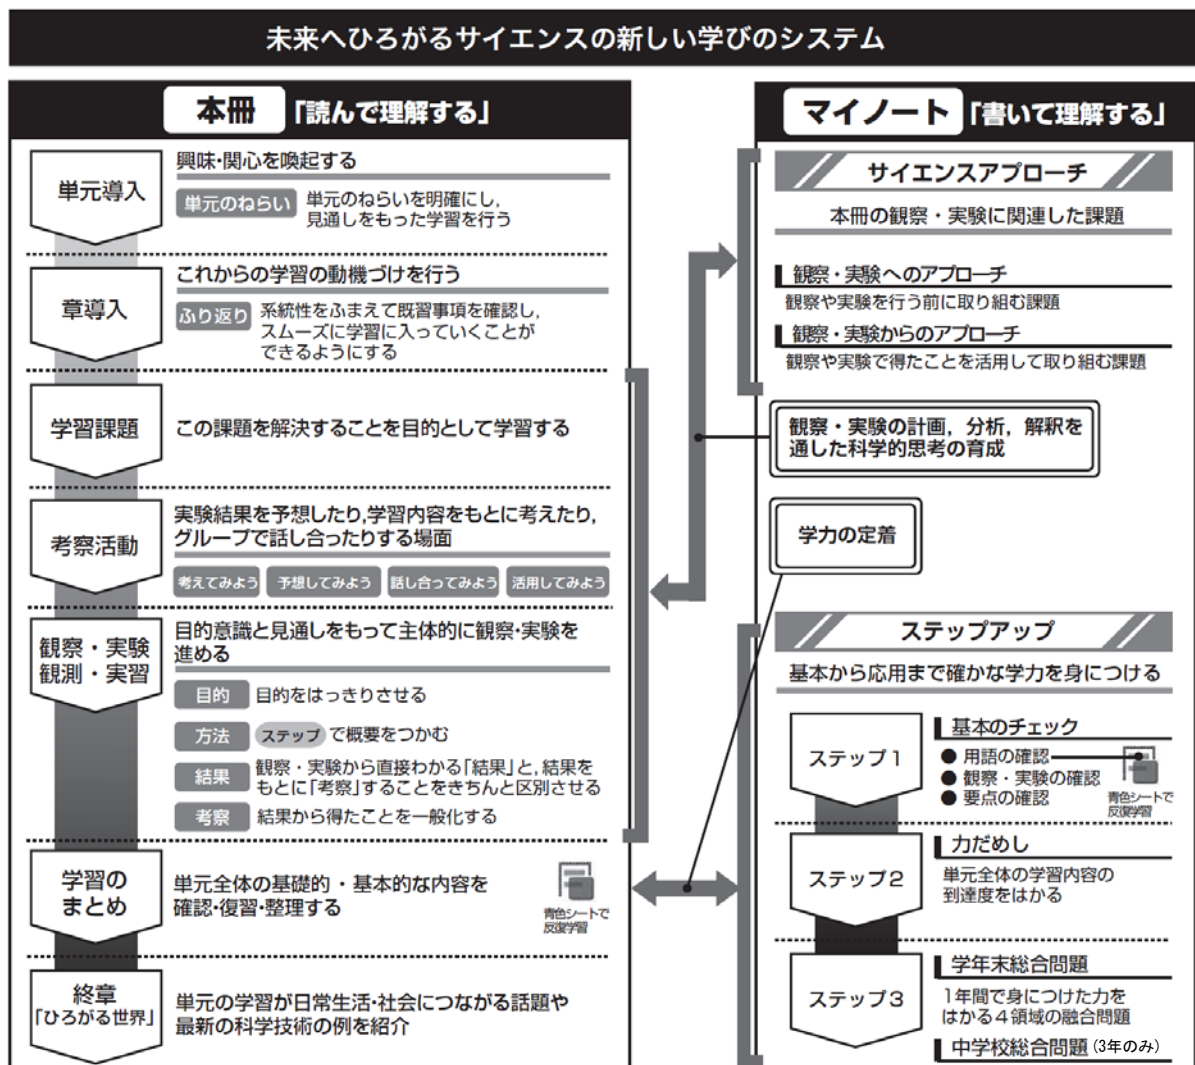 未来へひろがるサイエンスの新しい学びのシステム
本冊「読んで理解する」
単元導入
興味・関心を喚起する
単元のねらい
単元のねらいを明確にし,
見通しをもった学習を行う
章導入
これからの学習の動機づけを行う
ふり返り
系統性をふまえて既習事項を確認し,
スムーズに学習に入っていくことが
できるようにする
学習課題
この課題を解決することを目的として学習する
考察活動
実験結果を予想したり,学習内容をもとに考えたり,
グループで話し合ったりする場面
考えてみよう
予想してみよう
話し合ってみよう
活用してみよう
観察・実験
観測・実習
目的意識と見通しをもって主体的に観察・実験を
進める
目的 目的をはっきりさせる
方法 ステップで概要をつかむ
結果 観察・実験から直接わかる「結果」と,結果を
もとに「考察」することをきちんと区別させる
考察 結果から得たことを一般化する
学習の
まとめ
単元全体の基礎的・基本的な内容を
確認・復習・整理する
青色シートで
反復学習
終章
「ひろがる世界」
単元の学習が日常生活・社会につながる話題や
最新の科学技術の例を紹介
マイノート「書いて理解する」
サイエンスアプローチ
本冊の観察・実験に関連した課題
観察・実験へのアプローチ
観察や実験を行う前に取り組む課題
観察・実験からのアプローチ
観察や実験で得たことを活用して取り組む課題
観察・実験の計画，分析，解釈を
通した科学的思考の育成
学力の定着
ステップアップ
基本から応用まで確かな学力を身につける
ステップ1
基本のチェック
● 用語の確認
● 観察・実験の確認
● 要点の確認
青色シートで
反復学習
ステップ2
力だめし
単元全体の学習内容の
到達度をはかる
ステップ3
学年末総合問題
1年間で身につけた力を
はかる4領域の融合問題
中学校総合問題(3年のみ)